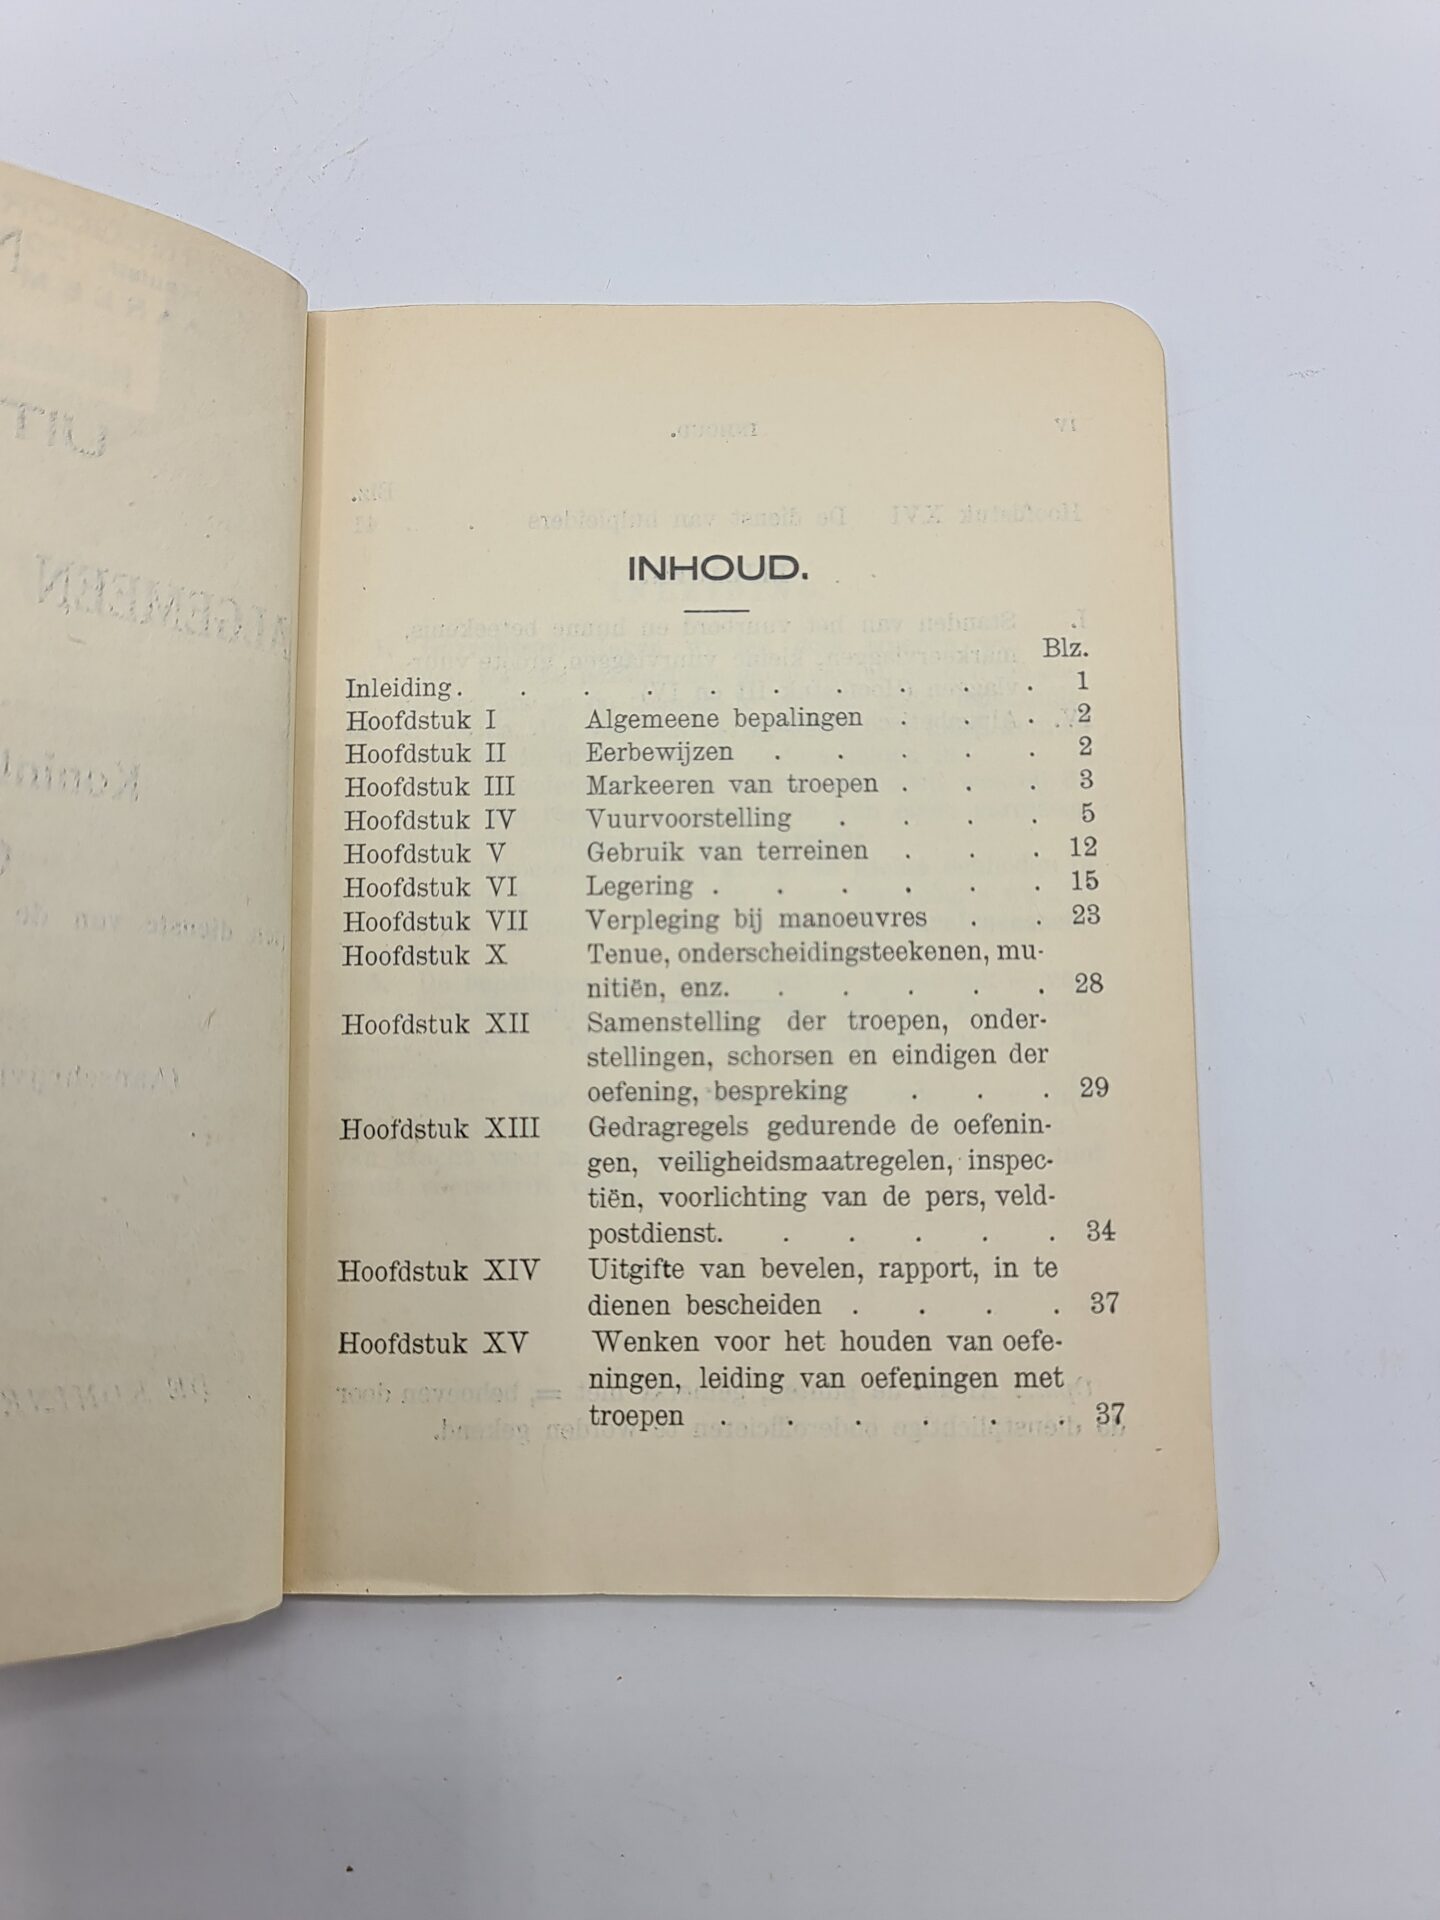 INHOUD.
Blz.
Inleiding. . . . . . . . . . 1
Hoofdstuk I Algemeene bepalingen . . . 2
Hoofdstuk II Eerbewijzen . . . . . 2
Hoofdstuk III Markeeren van troepen . . . 3
Hoofdstuk IV Vuurvoorstelling . . . . 5
Hoofdstuk V Gebruik van terreinen . . . 12
Hoofdstuk VI Legering . . . . . . 15
Hoofdstuk VII Verpleging bij manoeuvres . . 23
Hoofdstuk X Tenue, onderscheidingsteekenen, mu-
nitiën, enz. . . . . . 28
Hoofdstuk XII Samenstelling der troepen, onder-
stellingen, schorsen en eindigen der
oefening, bespreking . . . 29
Hoofdstuk XIII Gedragregels gedurende de oefenin-
gen, veiligheidsmaatregelen, inspec-
tiën, voorlichting van de pers, veld-
postdienst. . . . . . 34
Hoofdstuk XIV Uitgifte van bevelen, rapport, in te
dienen bescheiden . . . . 37
Hoofdstuk XV Wenken voor het houden van oefe-
ningen, leiding van oefeningen met
troepen . . . . . . 37